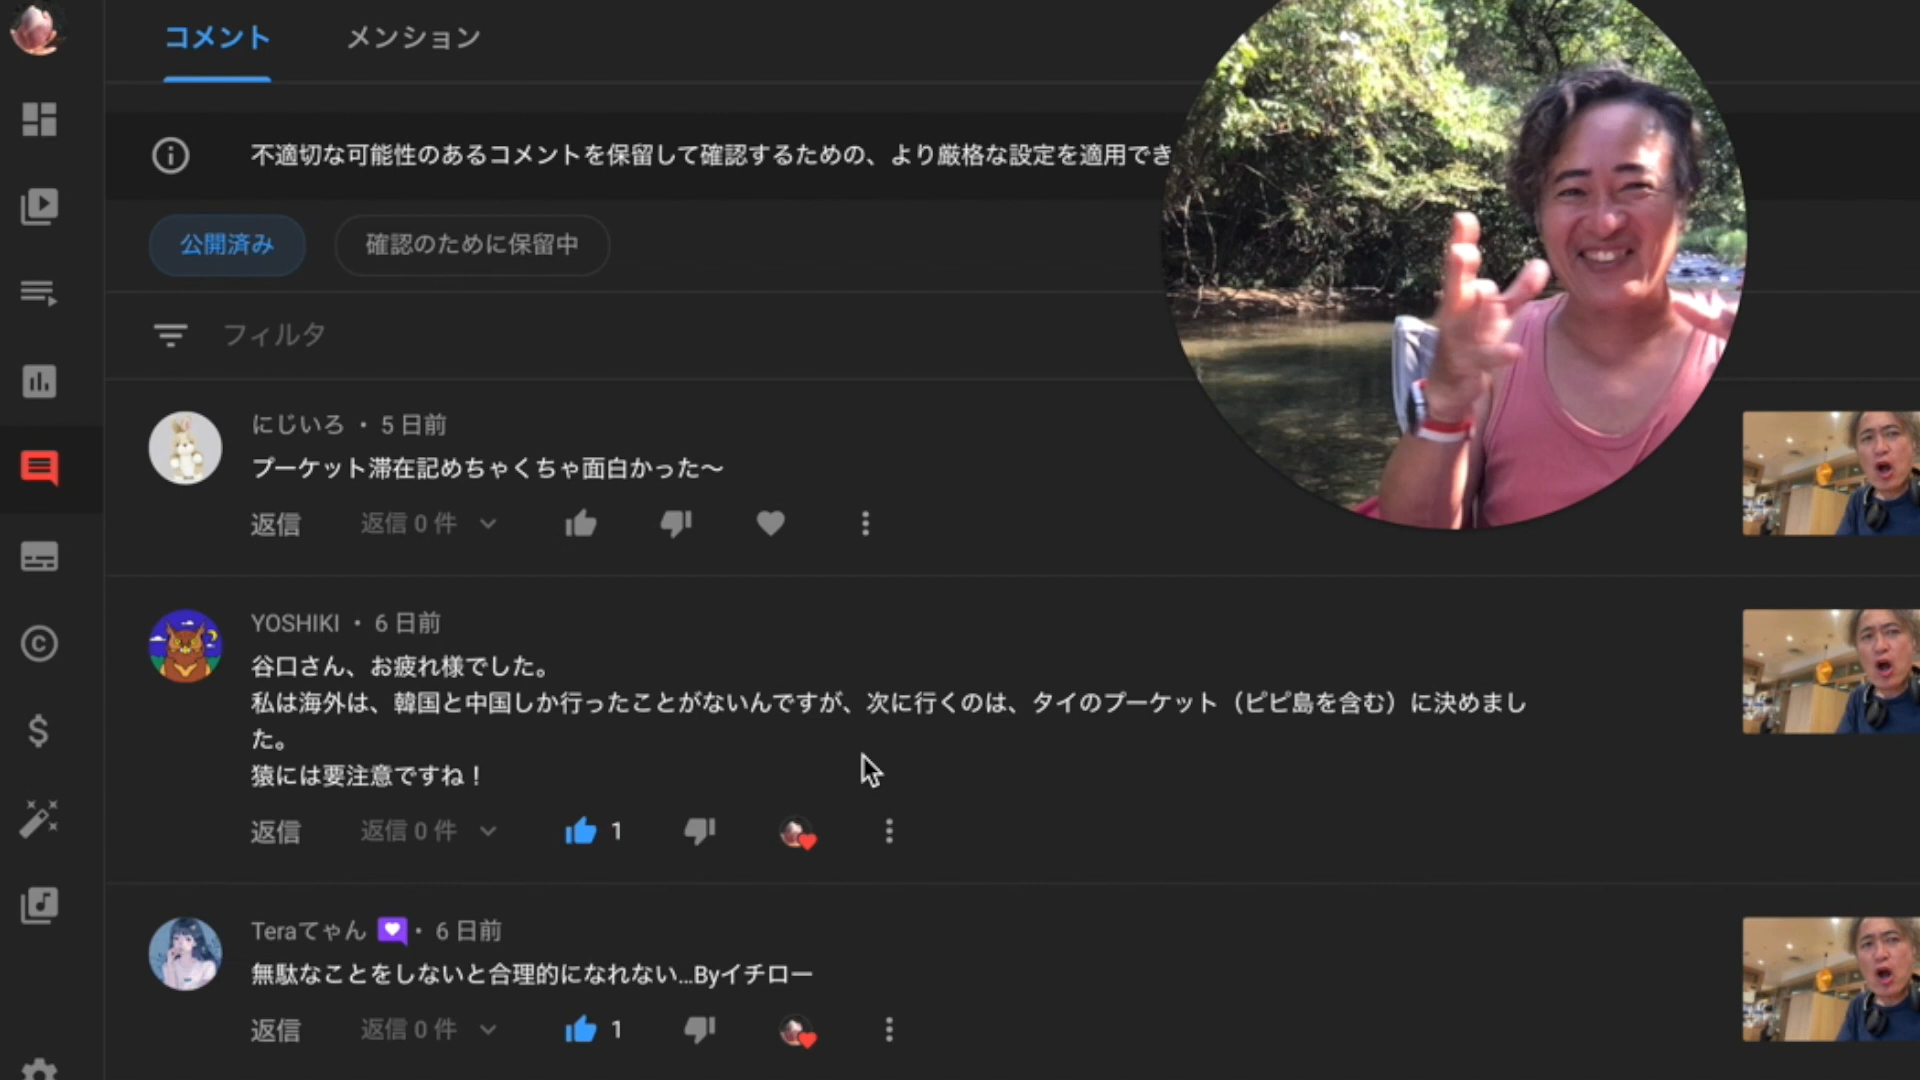 コメント
メンション
不適切な可能性のあるコメントを保留して確認するための、より厳格な設定を適用でき
公開済み
確認のために保留中
フィルタ
にじいろ・5 日前
プーケット滞在記めちゃくちゃ面白かった〜
返信
返信 0 件
YOSHIKI・6 日前
谷口さん、お疲れ様でした。
私は海外は、韓国と中国しか行ったことがないんですが、次に行くのは、タイのプーケット（ピピ島を含む）に決めまし
た。
猿には要注意ですね！
返信
返信 0 件
1
Teraてゃん・6 日前
無駄なことをしないと合理的になれない...Byイチロー
返信
返信 0 件
1